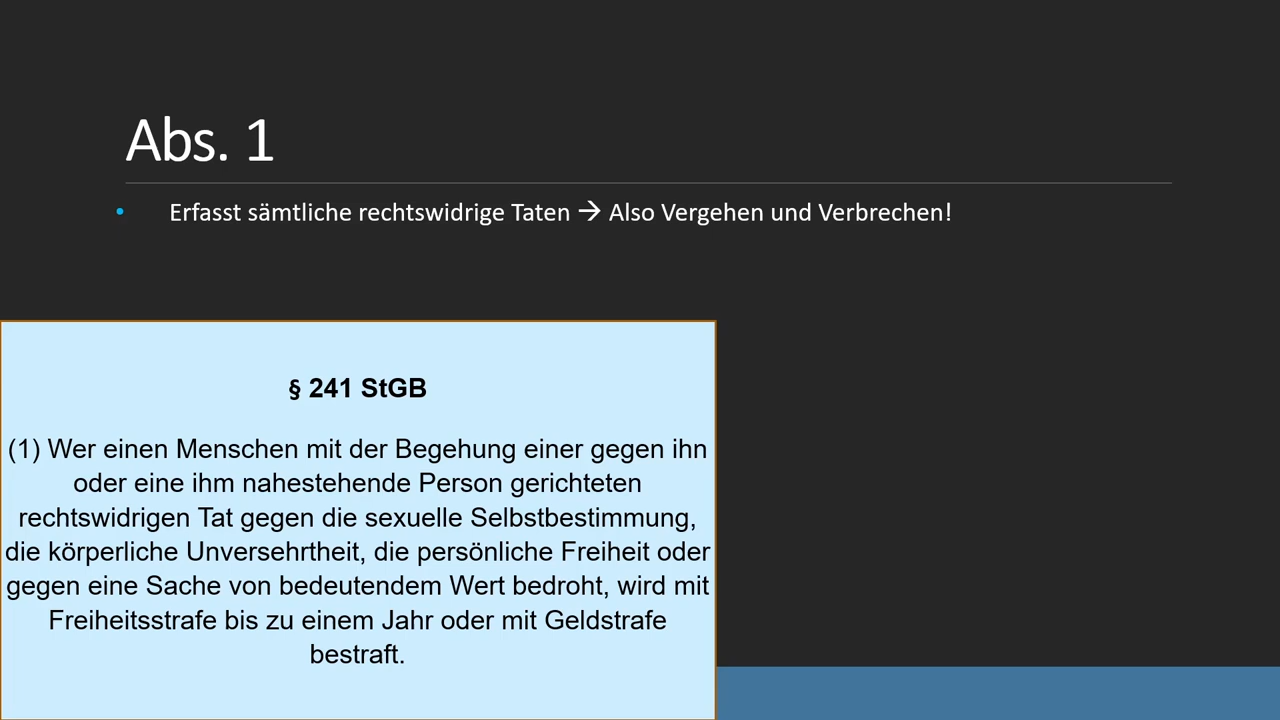 Abs. 1
• Erfasst sämtliche rechtswidrige Taten → Also Vergehen und Verbrechen!
§ 241 StGB
(1) Wer einen Menschen mit der Begehung einer gegen ihn
oder eine ihm nahestehende Person gerichteten
rechtswidrigen Tat gegen die sexuelle Selbstbestimmung,
die körperliche Unversehrtheit, die persönliche Freiheit oder
gegen eine Sache von bedeutendem Wert bedroht, wird mit
Freiheitsstrafe bis zu einem Jahr oder mit Geldstrafe
bestraft.